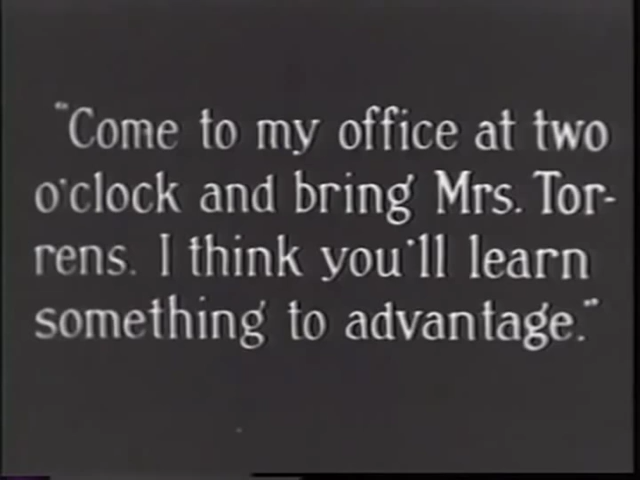 "Come to my office at two
o'clock and bring Mrs. Tor-
rens. I think you'll learn
something to advantage."